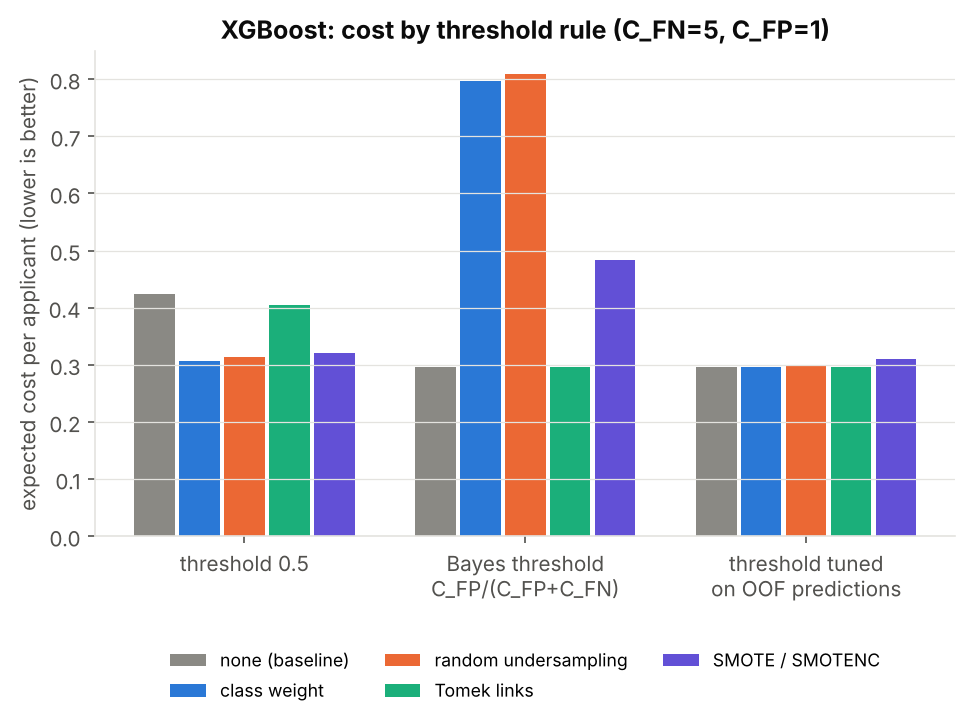 XGBoost: cost by threshold rule (C_FN=5, C_FP=1)
expected cost per applicant (lower is better)
0.8
0.7
0.6
0.5
0.4
0.3
0.2
0.1
0.0
threshold 0.5
Bayes threshold
C_FP/(C_FP+C_FN)
threshold tuned
on OOF predictions
none (baseline)
class weight
random undersampling
Tomek links
SMOTE / SMOTENC